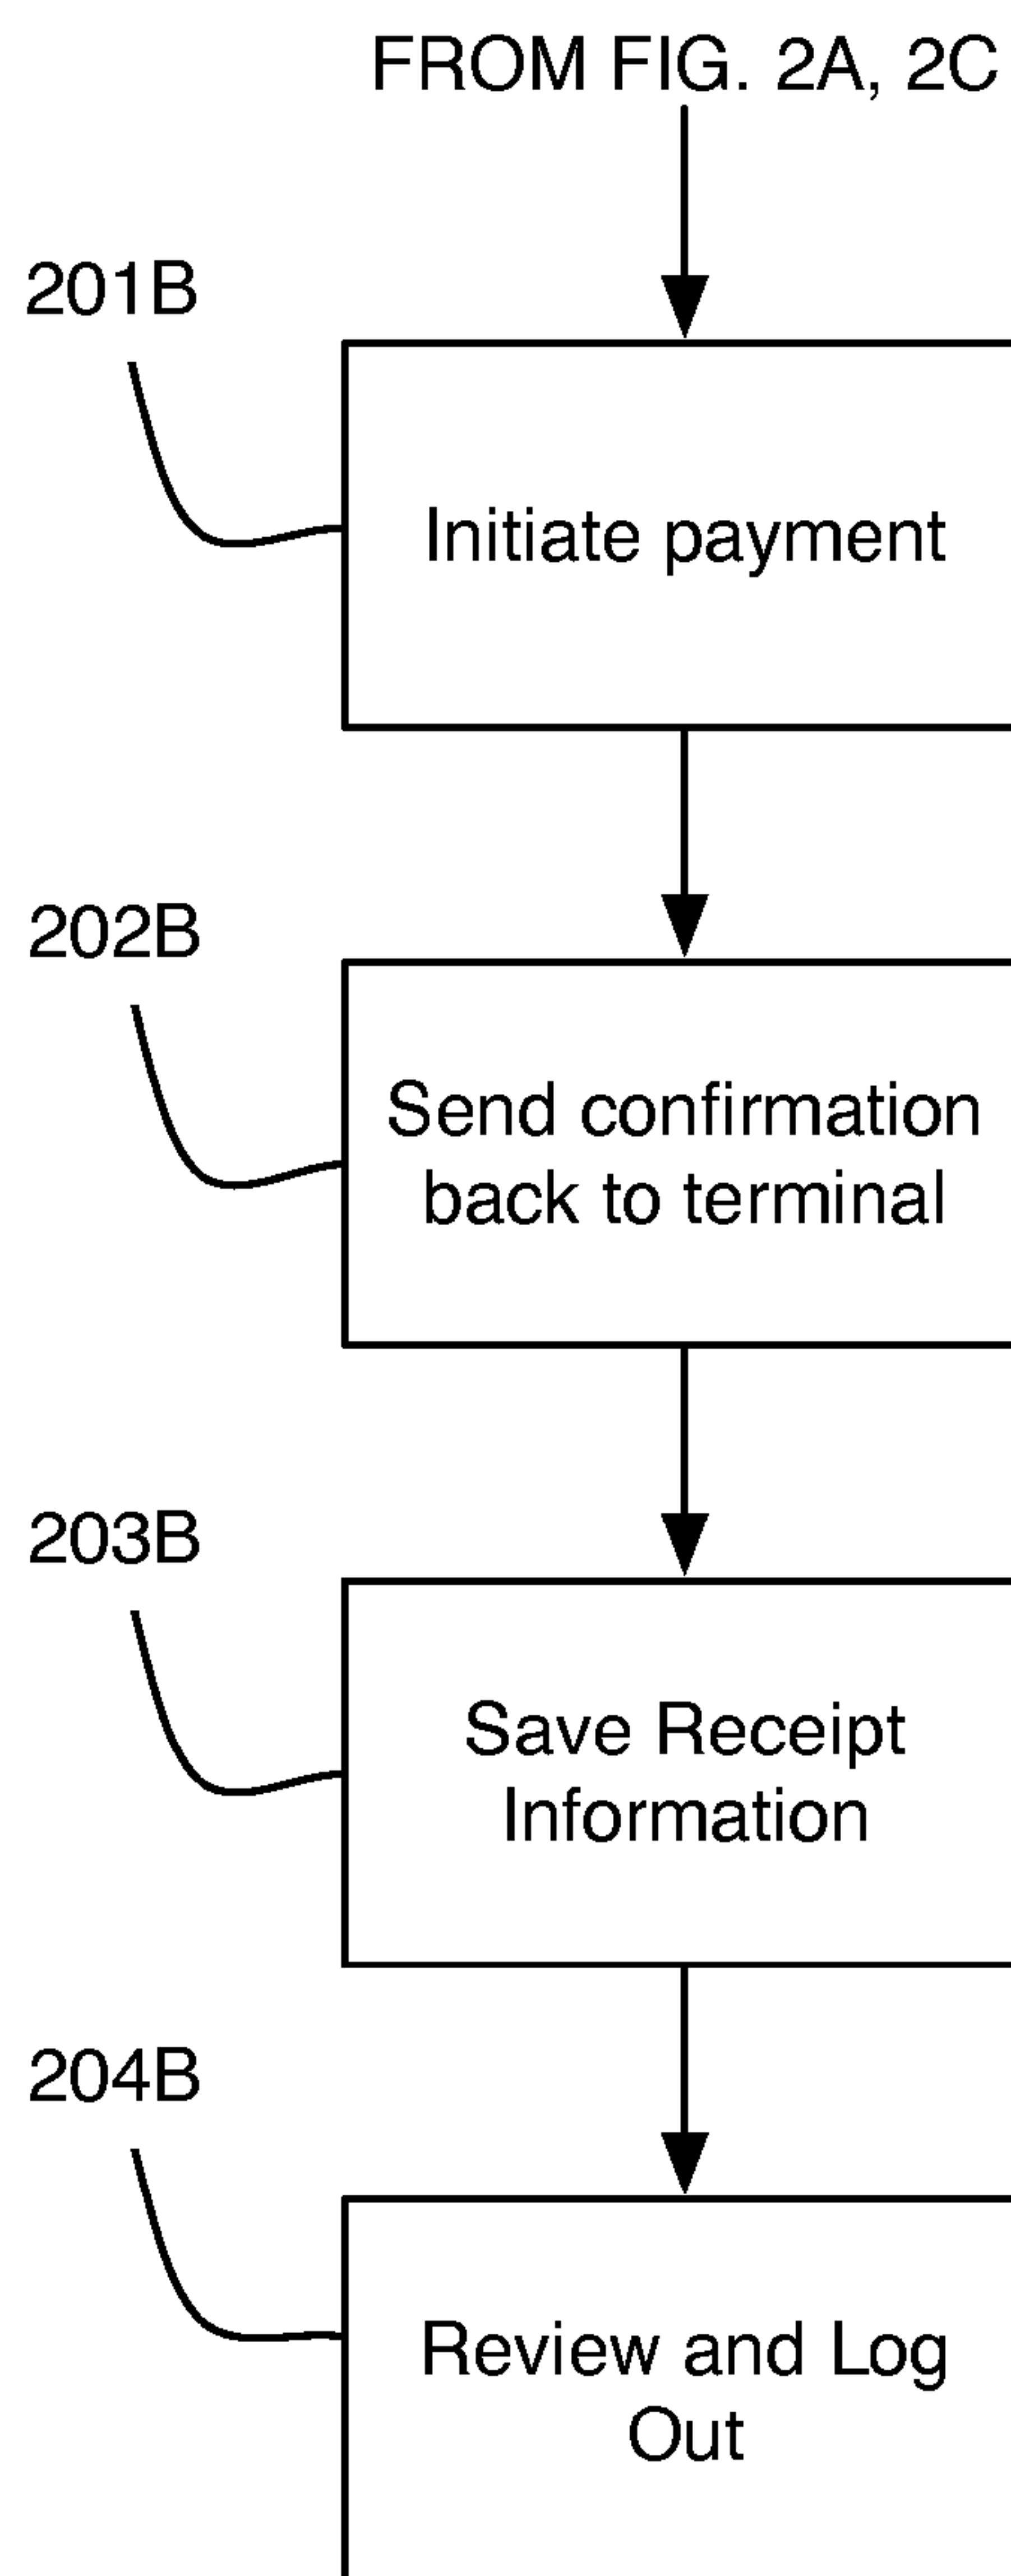 FROM FIG. 2A, 2C
201B
Initiate payment
202B
Send confirmation
back to terminal
203B
Save Receipt
Information
204B
Review and Log
Out